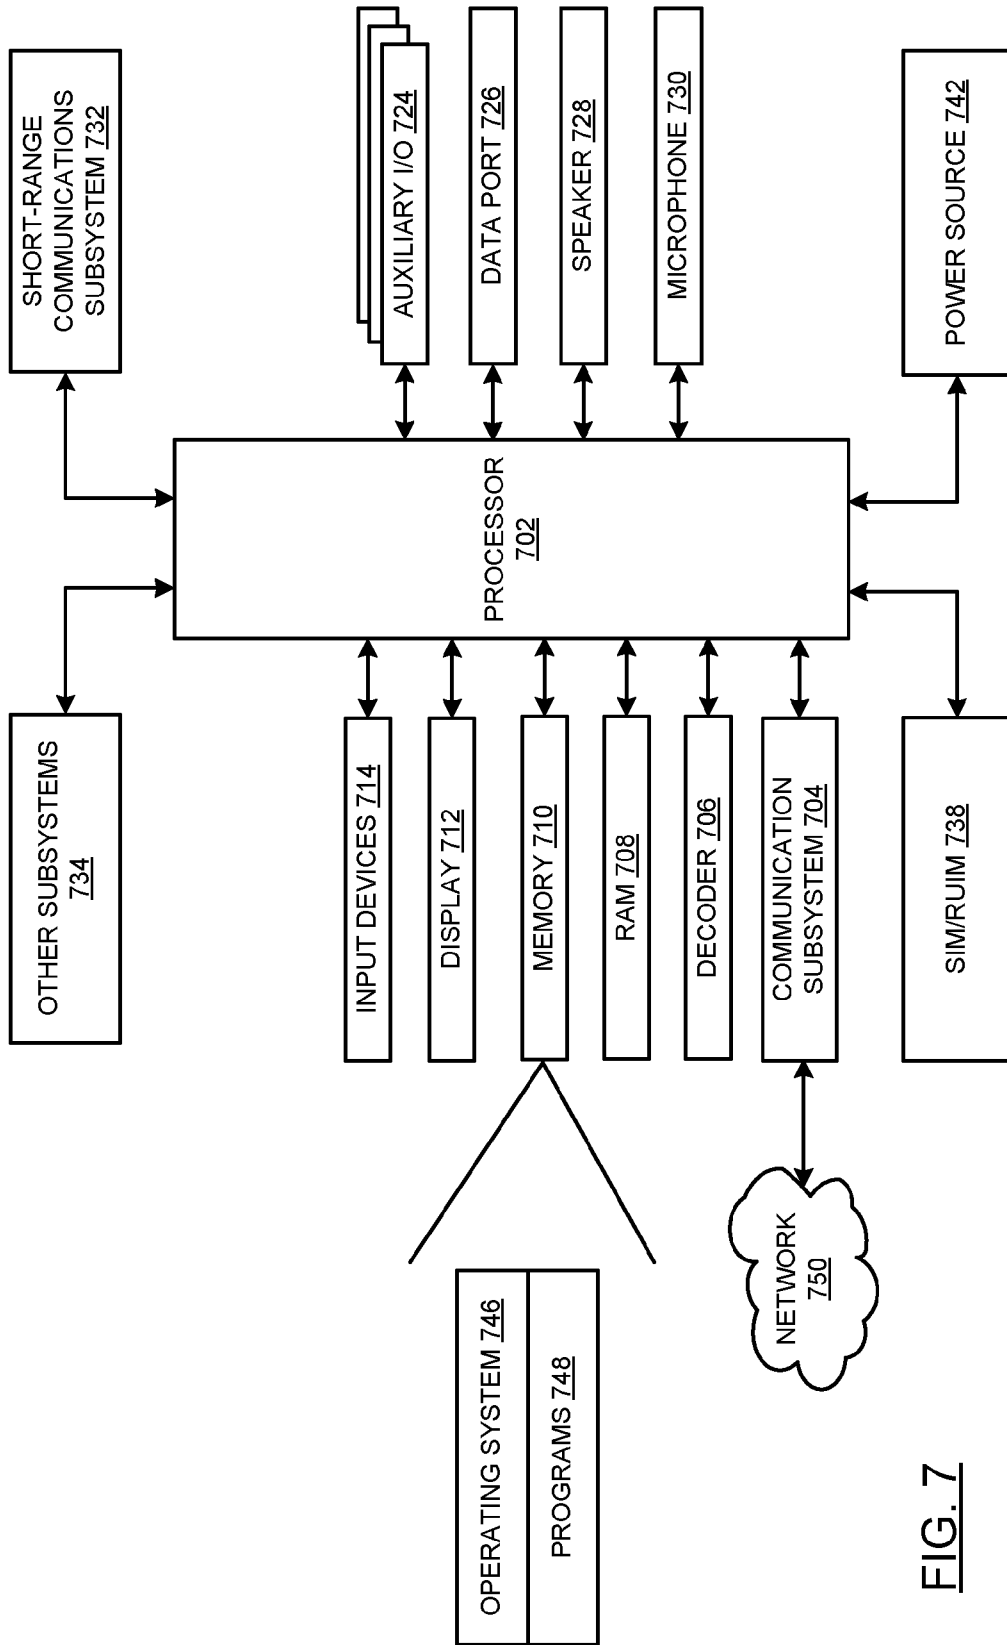 OTHER SUBSYSTEMS
734
SHORT-RANGE
COMMUNICATIONS
SUBSYSTEM 732
INPUT DEVICES 714
DISPLAY 712
MEMORY 710
RAM 708
DECODER 706
COMMUNICATION
SUBSYSTEM 704
OPERATING SYSTEM 746
PROGRAMS 748
NETWORK
750
PROCESSOR
702
AUXILIARY I/O 724
DATA PORT 726
SPEAKER 728
MICROPHONE 730
SIM/RUIM 738
POWER SOURCE 742
FIG. 7